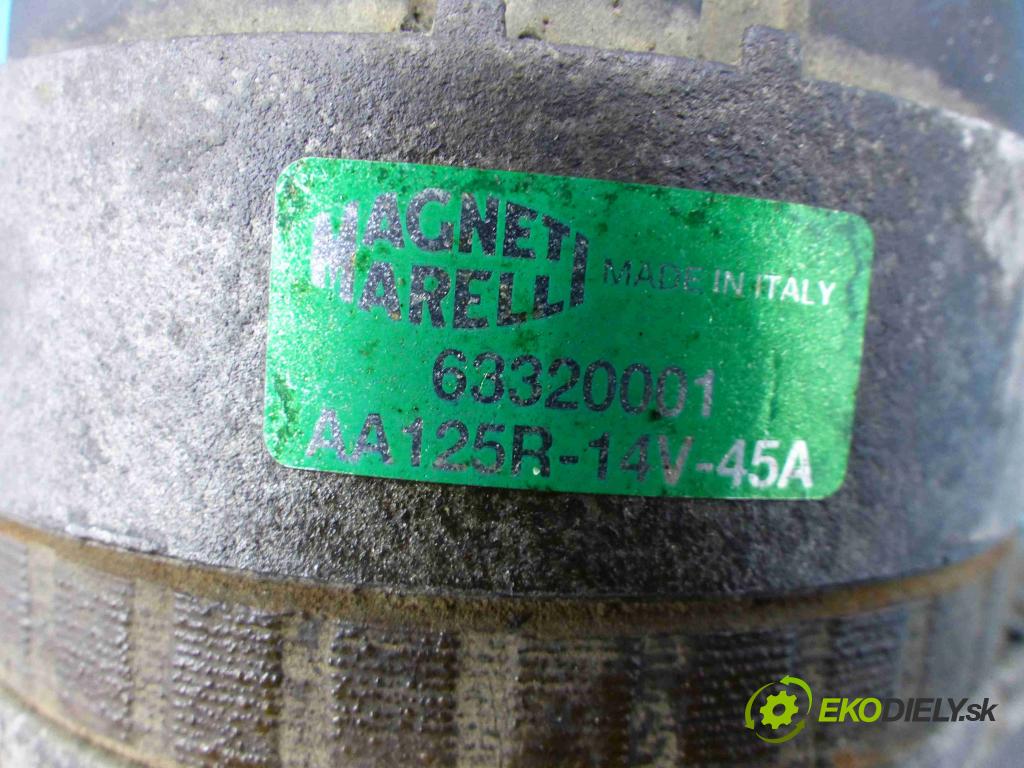 MAGNETI
MARELLI
MADE IN ITALY
63320001
AA125R-14V-45A
EKODIELY.sk